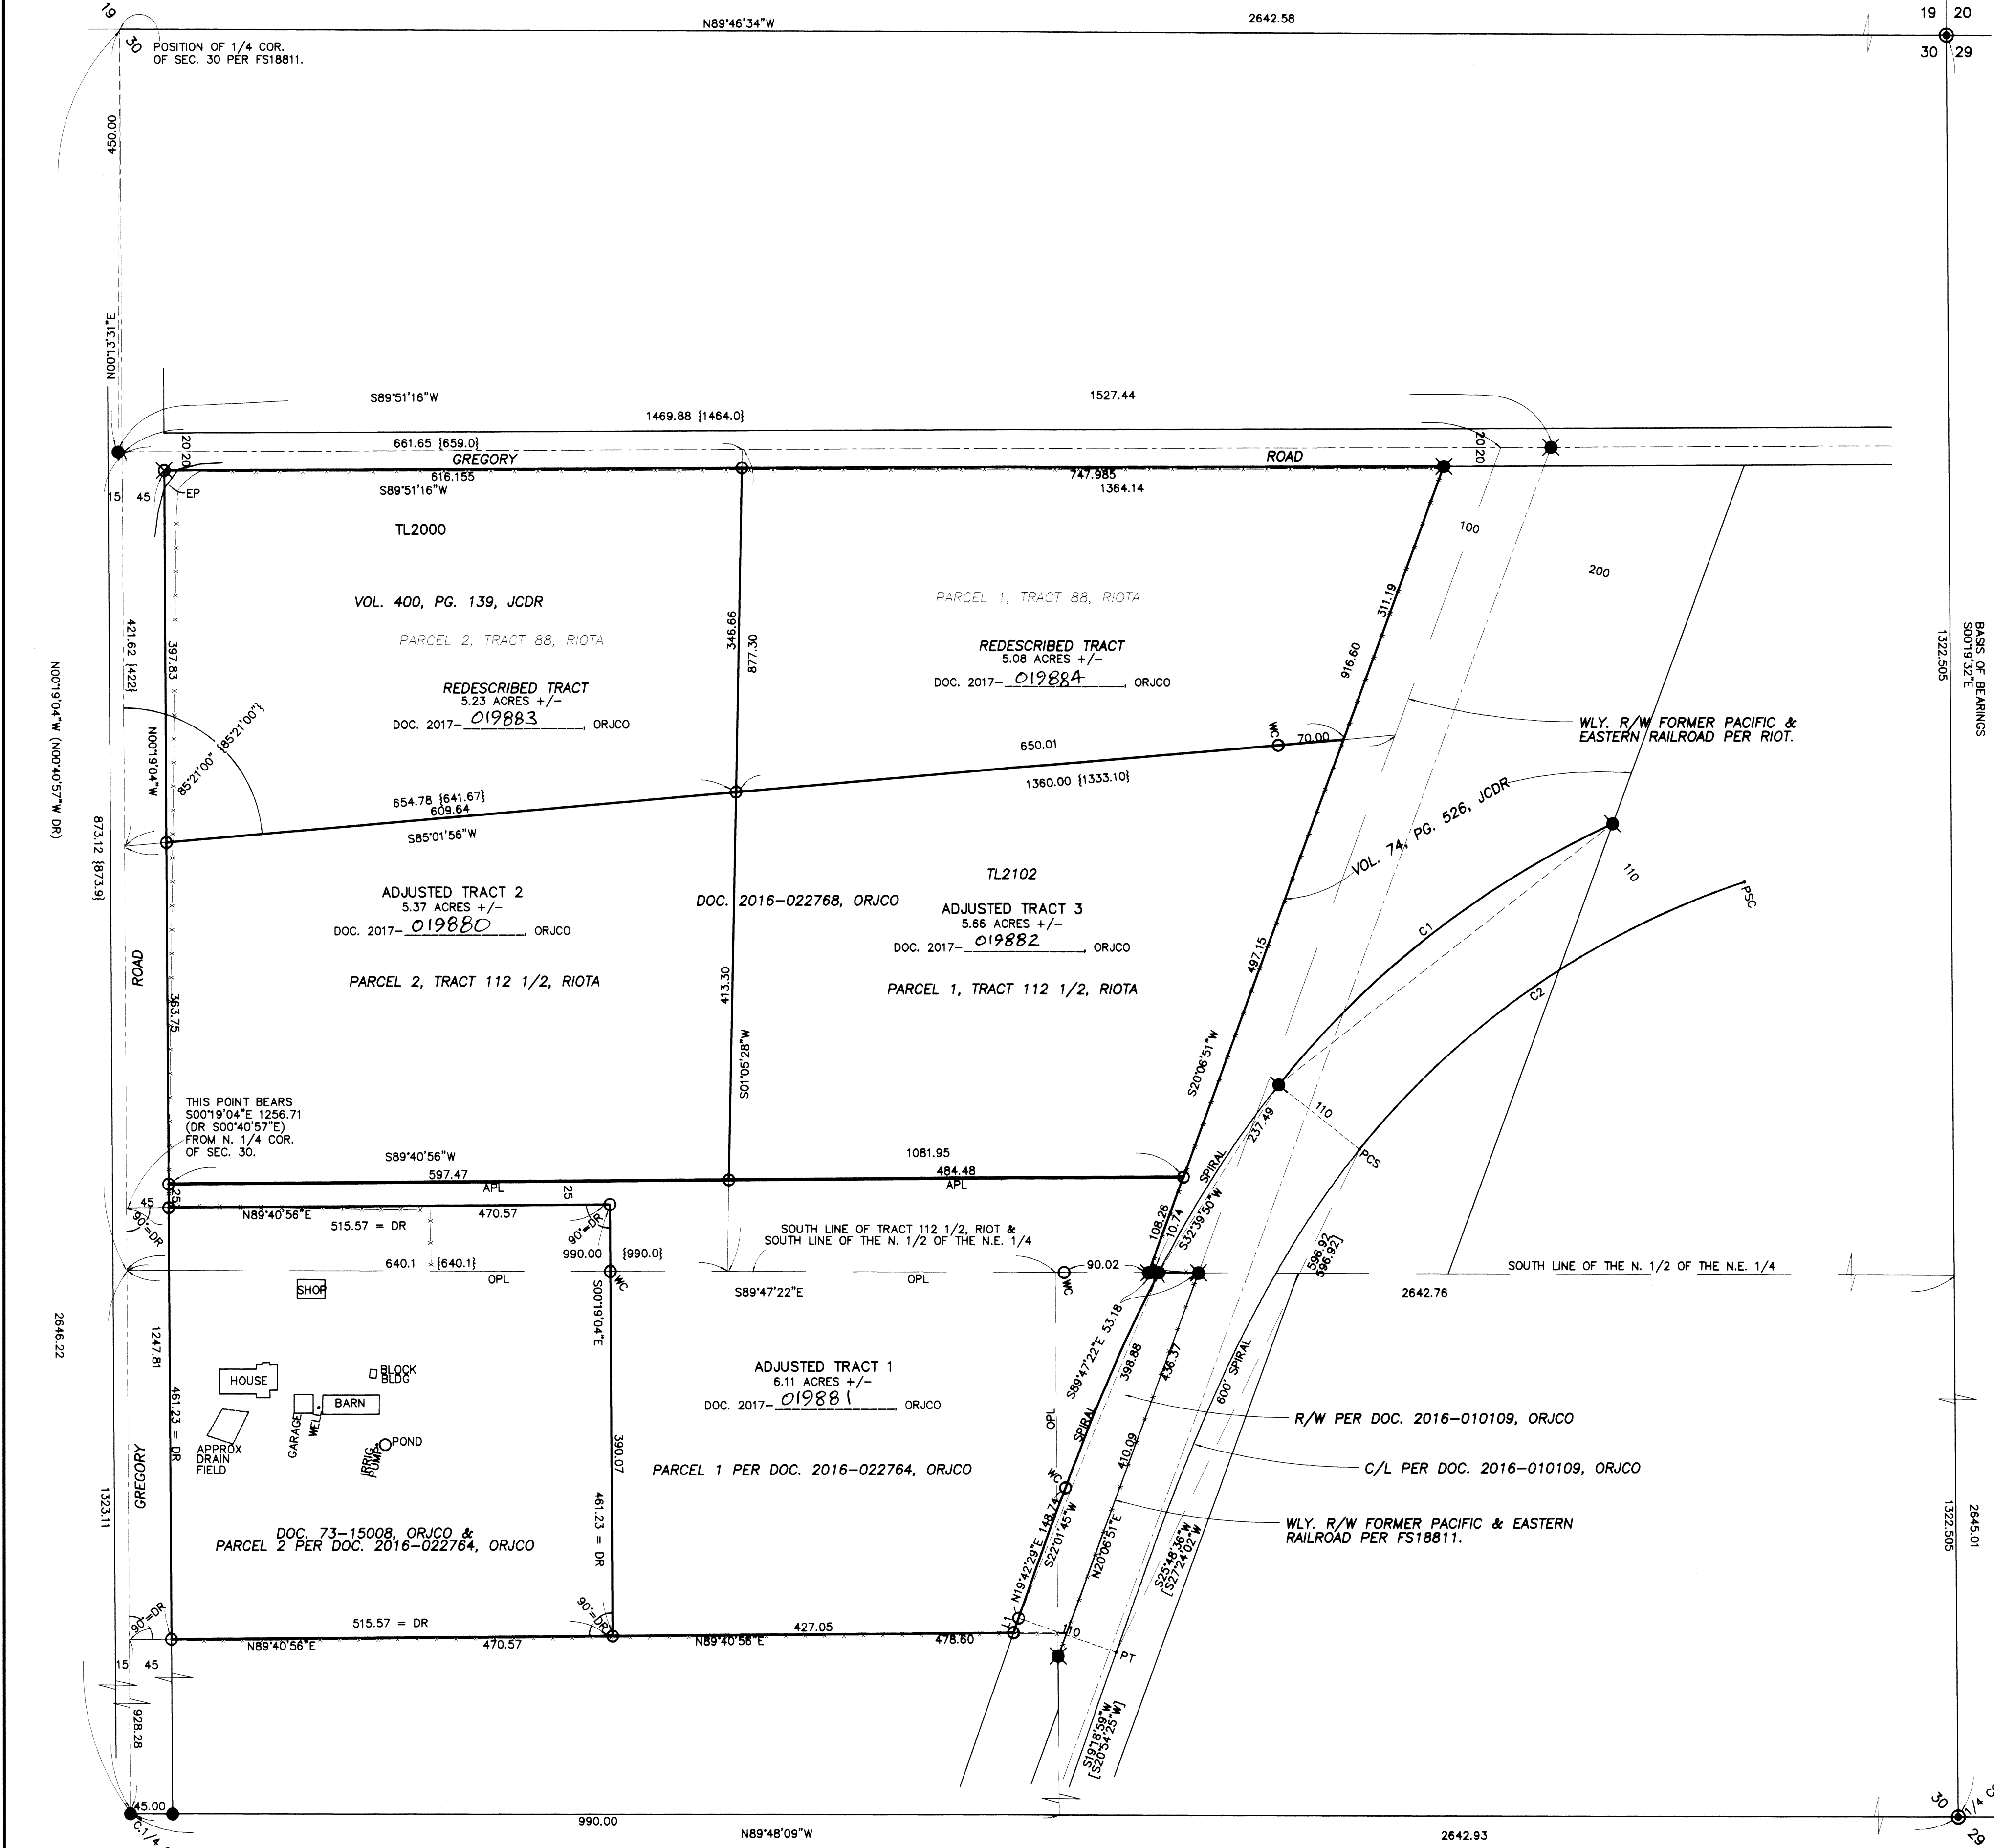 19
30
POSITION OF 1/4 COR.
OF SEC. 30 PER FS18811.
N89°46'34"W
2642.58
19 20
30 29
450.00
N00°13'31"E
S89°51'16"W
1527.44
1469.88 {1464.0}
661.65 {659.0}
20 20
GREGORY
ROAD
20 20
616.155
S89°51'16"W
747.985
1364.14
15 45
EP
TL2000
100
200
VOL. 400, PG. 139, JCDR
PARCEL 2, TRACT 88, RIOTA
REDESCRIBED TRACT
5.23 ACRES +/-
DOC. 2017-019883, ORJCO
PARCEL 1, TRACT 88, RIOTA
REDESCRIBED TRACT
5.08 ACRES +/-
DOC. 2017-019884, ORJCO
421.62 {422}
397.83
N00°19'04"W
346.66
877.30
311.19
916.60
BASIS OF BEARINGS
S00°19'32"E
1322.505
N00°19'04"W (N00°40'57"W DR)
873.12 {873.9}
85°21'00" {85°21'00"}
WLY. R/W FORMER PACIFIC &
EASTERN RAILROAD PER RIOT.
WC
70.00
650.01
1360.00 {1333.10}
654.78 {641.67}
609.64
S85°01'56"W
VOL. 74, PG. 526, JCDR
ADJUSTED TRACT 2
5.37 ACRES +/-
DOC. 2017-019880, ORJCO
PARCEL 2, TRACT 112 1/2, RIOTA
DOC. 2016-022768, ORJCO
TL2102
ADJUSTED TRACT 3
5.66 ACRES +/-
DOC. 2017-019882, ORJCO
PARCEL 1, TRACT 112 1/2, RIOTA
110
PSC
C1
C2
ROAD
363.75
413.30
S01°05'28"W
497.15
S20°06'51"W
THIS POINT BEARS
S00°19'04"E 1256.71
(DR S00°40'57"E)
FROM N. 1/4 COR.
OF SEC. 30.
110
PCS
237.49
SPIRAL
S89°40'56"W
597.47
APL
1081.95
484.48
APL
25
25
45
90°=DR
N89°40'56"E
515.57 = DR
470.57
90°=DR
108.26
10.74
S32°39'50"W
SOUTH LINE OF TRACT 112 1/2, RIOT &
SOUTH LINE OF THE N. 1/2 OF THE N.E. 1/4
990.00 {990.0}
640.1 {640.1}
OPL
WC
S89°47'22"E
OPL
WC
90.02
596.92
596.92]
SOUTH LINE OF THE N. 1/2 OF THE N.E. 1/4
2642.76
SHOP
S00°19'04"E
2646.22
1247.81
HOUSE
BLOCK
BLDG
BARN
GARAGE
WELL
POND
IRRIG
PUMP
APPROX
DRAIN
FIELD
461.23 = DR
ADJUSTED TRACT 1
6.11 ACRES +/-
DOC. 2017-019881, ORJCO
PARCEL 1 PER DOC. 2016-022764, ORJCO
S89°47'22"E 53.18
398.88
436.37
SPIRAL
OPL
600' SPIRAL
R/W PER DOC. 2016-010109, ORJCO
C/L PER DOC. 2016-010109, ORJCO
410.09
390.07
461.23 = DR
WC
GREGORY
1323.11
DOC. 73-15008, ORJCO &
PARCEL 2 PER DOC. 2016-022764, ORJCO
N19°42'29"E 148.74
S22°01'45"W
N20°06'51"E
WLY. R/W FORMER PACIFIC & EASTERN
RAILROAD PER FS18811.
S25°48'36"W
[S27°24'02"W
2645.01
1322.505
90°=DR
515.57 = DR
N89°40'56"E
470.57
90°=DR
427.05
N89°40'56"E
478.60
L1
110
PT
15 45
928.28
S19°18'59"W
[S20°54'25"W]
45.00
C.1/4
990.00
N89°48'09"W
2642.93
30
29
1/4